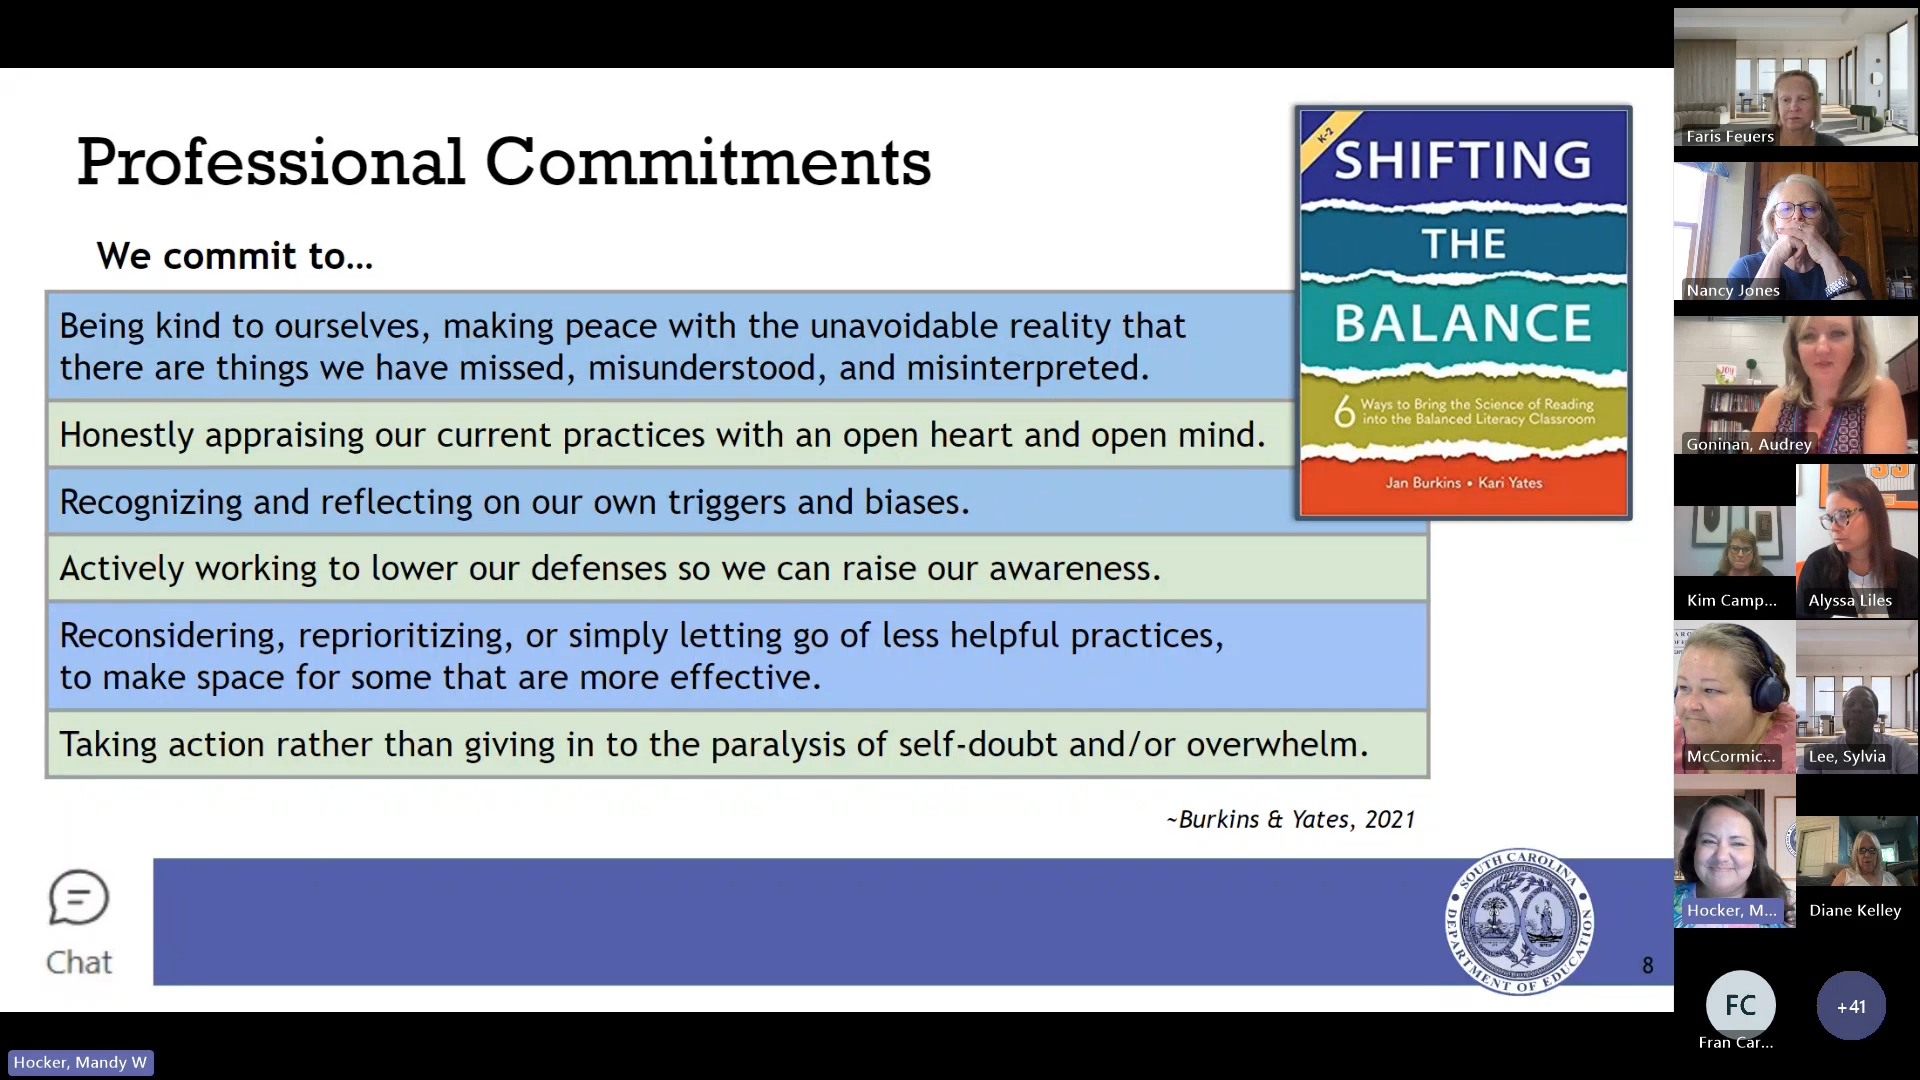 Professional Commitments
We commit to...
Being kind to ourselves, making peace with the unavoidable reality that
there are things we have missed, misunderstood, and misinterpreted.
Honestly appraising our current practices with an open heart and open mind.
Recognizing and reflecting on our own triggers and biases.
Actively working to lower our defenses so we can raise our awareness.
Reconsidering, reprioritizing, or simply letting go of less helpful practices,
to make space for some that are more effective.
Taking action rather than giving in to the paralysis of self-doubt and/or overwhelm.
~Burkins & Yates, 2021
K-2
SHIFTING
THE
BALANCE
6 Ways to Bring the Science of Reading
into the Balanced Literacy Classroom
Jan Burkins • Kari Yates
Chat
SOUTH CAROLINA
DEPARTMENT OF EDUCATION
8
Hocker, Mandy W
Faris Feuers
Nancy Jones
JOY
Goninan, Audrey
Kim Camp...
Alyssa Liles
McCormic...
Lee, Sylvia
Hocker, M...
Diane Kelley
FC
Fran Car...
+41